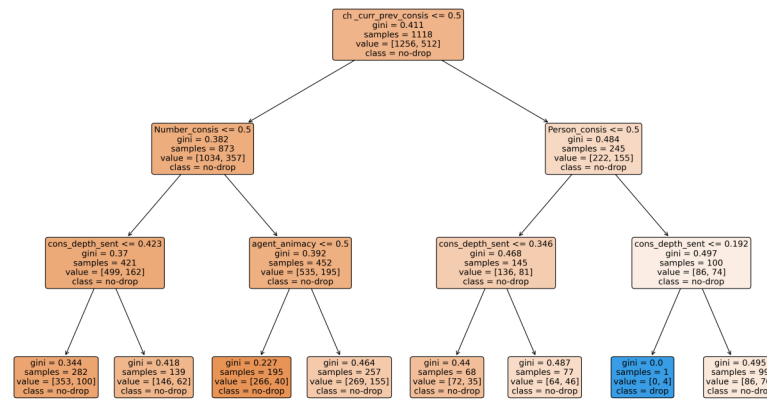 ch _curr_prev_consis <= 0.5
gini = 0.411
samples = 1118
value = [1256, 512]
class = no-drop
Number_consis <= 0.5
gini = 0.382
samples = 873
value = [1034, 357]
class = no-drop
Person_consis <= 0.5
gini = 0.484
samples = 245
value = [222, 155]
class = no-drop
cons_depth_sent <= 0.423
gini = 0.37
samples = 421
value = [499, 162]
class = no-drop
agent_animacy <= 0.5
gini = 0.392
samples = 452
value = [535, 195]
class = no-drop
cons_depth_sent <= 0.346
gini = 0.468
samples = 145
value = [136, 81]
class = no-drop
cons_depth_sent <= 0.192
gini = 0.497
samples = 100
value = [86, 74]
class = no-drop
gini = 0.344
samples = 282
value = [353, 100]
class = no-drop
gini = 0.418
samples = 139
value = [146, 62]
class = no-drop
gini = 0.227
samples = 195
value = [266, 40]
class = no-drop
gini = 0.464
samples = 257
value = [269, 155]
class = no-drop
gini = 0.44
samples = 68
value = [72, 35]
class = no-drop
gini = 0.487
samples = 77
value = [64, 46]
class = no-drop
gini = 0.0
samples = 1
value = [0, 4]
class = drop
gini = 0.495
samples = 99
value = [86,
class = no-drop